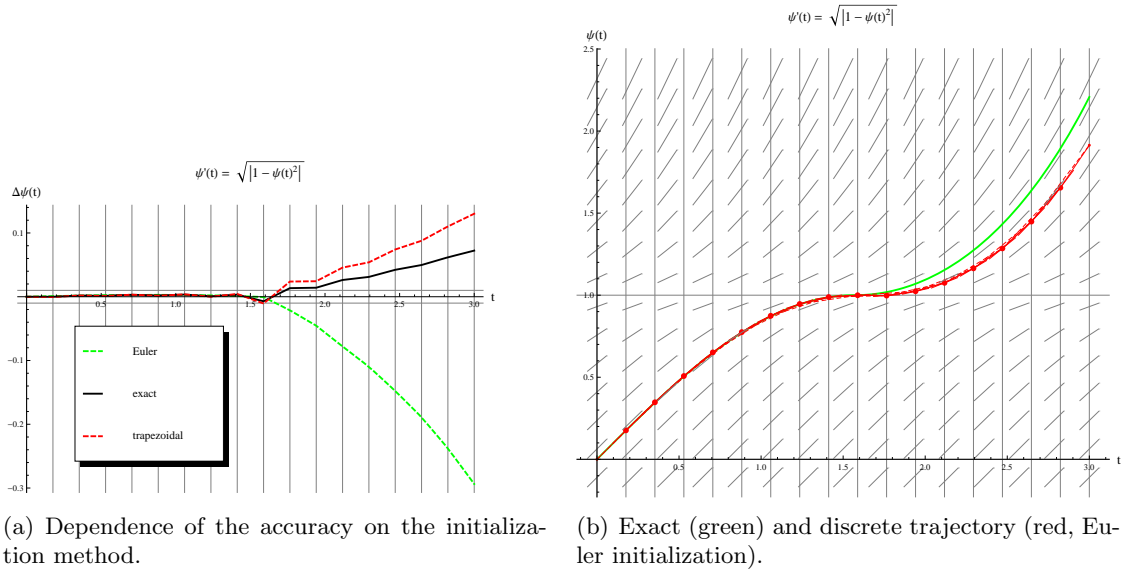 ψ'(t) = √|1 − ψ(t)²|
Δψ(t)
0.1
0.5 1.0 1.5 2.0 2.5 3.0 t
−0.1
−0.2
−0.3
Euler
exact
trapezoidal
(a) Dependence of the accuracy on the initializa-
tion method.
ψ'(t) = √|1 − ψ(t)²|
ψ(t)
2.5
2.0
1.5
1.0
0.5
0.5 1.0 1.5 2.0 2.5 3.0 t
(b) Exact (green) and discrete trajectory (red, Eu-
ler initialization).